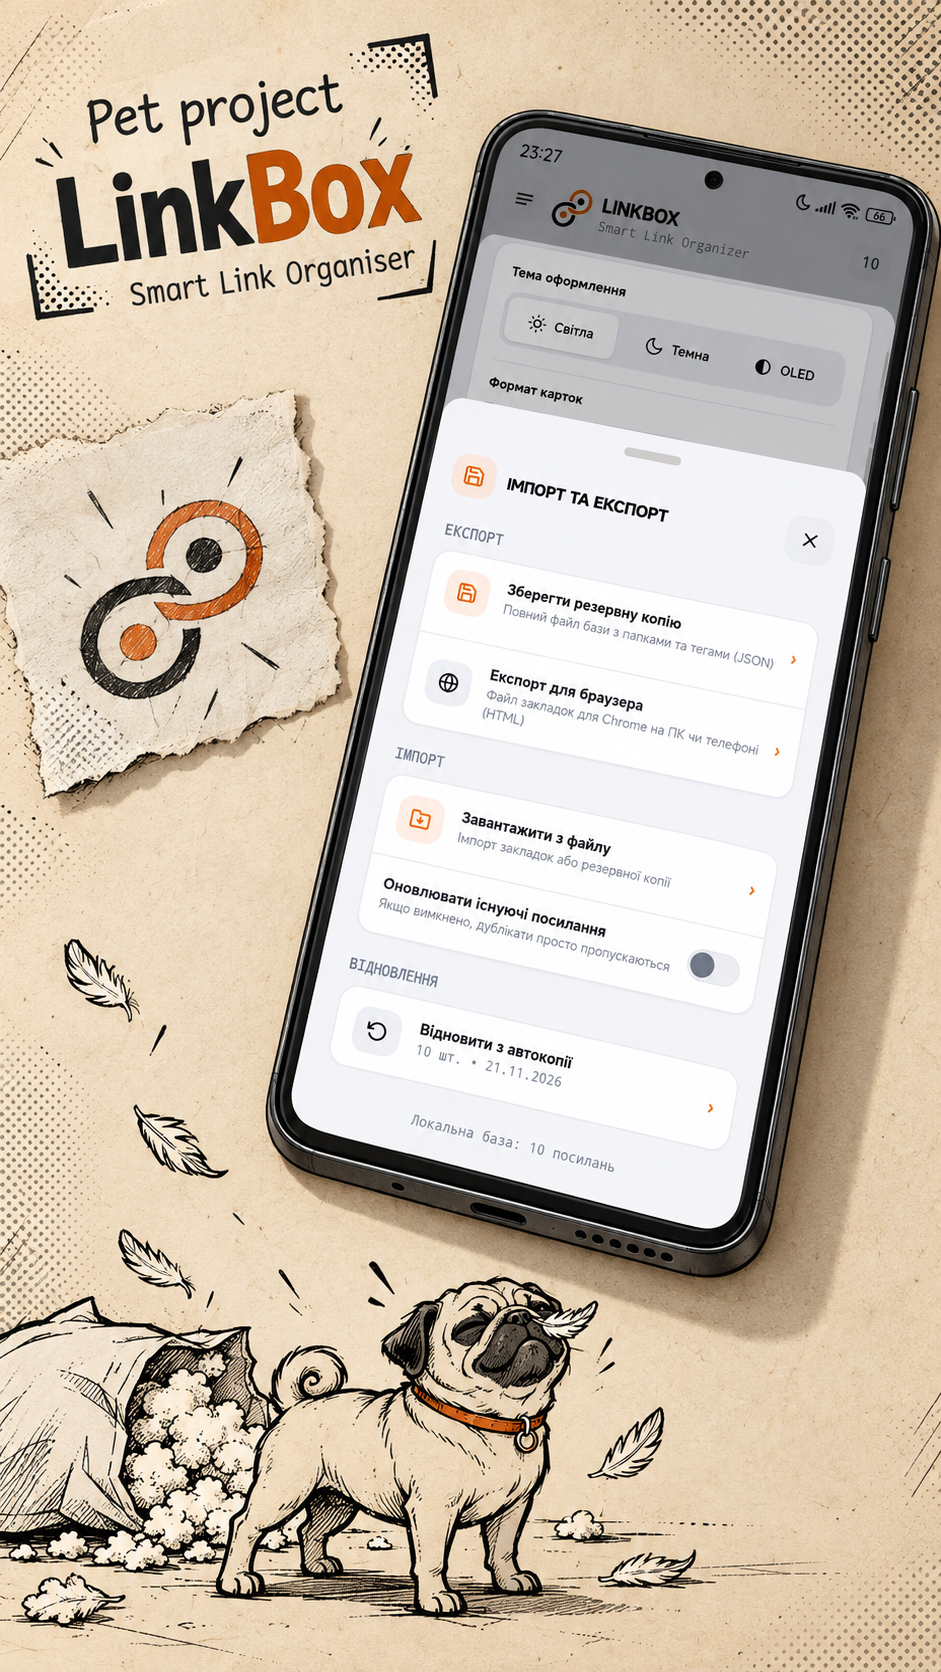 Pet project
LinkBox
Smart Link Organiser
23:27
66
LINKBOX
Smart Link Organizer
10
Тема оформлення
Світла
Темна
OLED
Формат карток
ІМПОРТ ТА ЕКСПОРТ
ЕКСПОРТ
Зберегти резервну копію
Повний файл бази з папками та тегами (JSON)
Експорт для браузера
Файл закладок для Chrome на ПК чи телефоні
(HTML)
ІМПОРТ
Завантажити з файлу
Імпорт закладок або резервної копії
Оновлювати існуючі посилання
Якщо вимкнено, дублікати просто пропускаються
ВІДНОВЛЕННЯ
Відновити з автокопії
10 шт. • 21.11.2026
Локальна база: 10 посилань